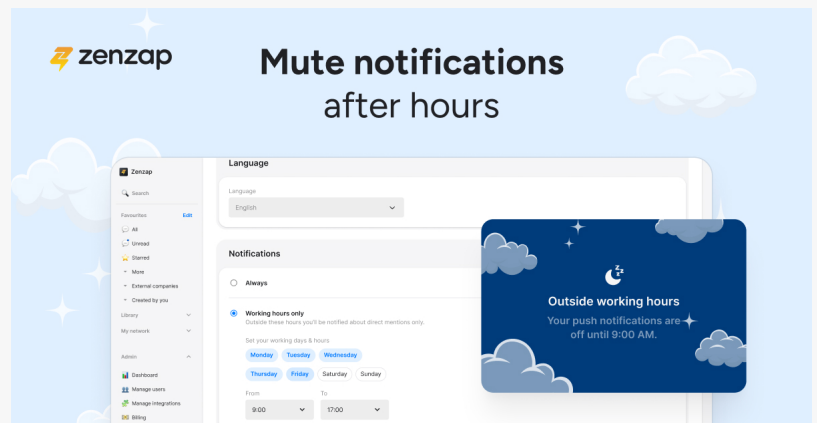 zenzap
Mute notifications
after hours
Zenzap
Search
Favourites Edit
All
Unread
Starred
More
External companies
Created by you
Library
My network
Admin
Dashboard
Manage users
Manage Integrations
Billing
Language
Language
English
Notifications
Always
Working hours only
Outside these hours you'll be notified about direct mentions only.
Set your working days & hours
Monday Tuesday Wednesday
Thursday Friday Saturday Sunday
From To
9:00 17:00
z z
Outside working hours
Your push notifications are
off until 9:00 AM.